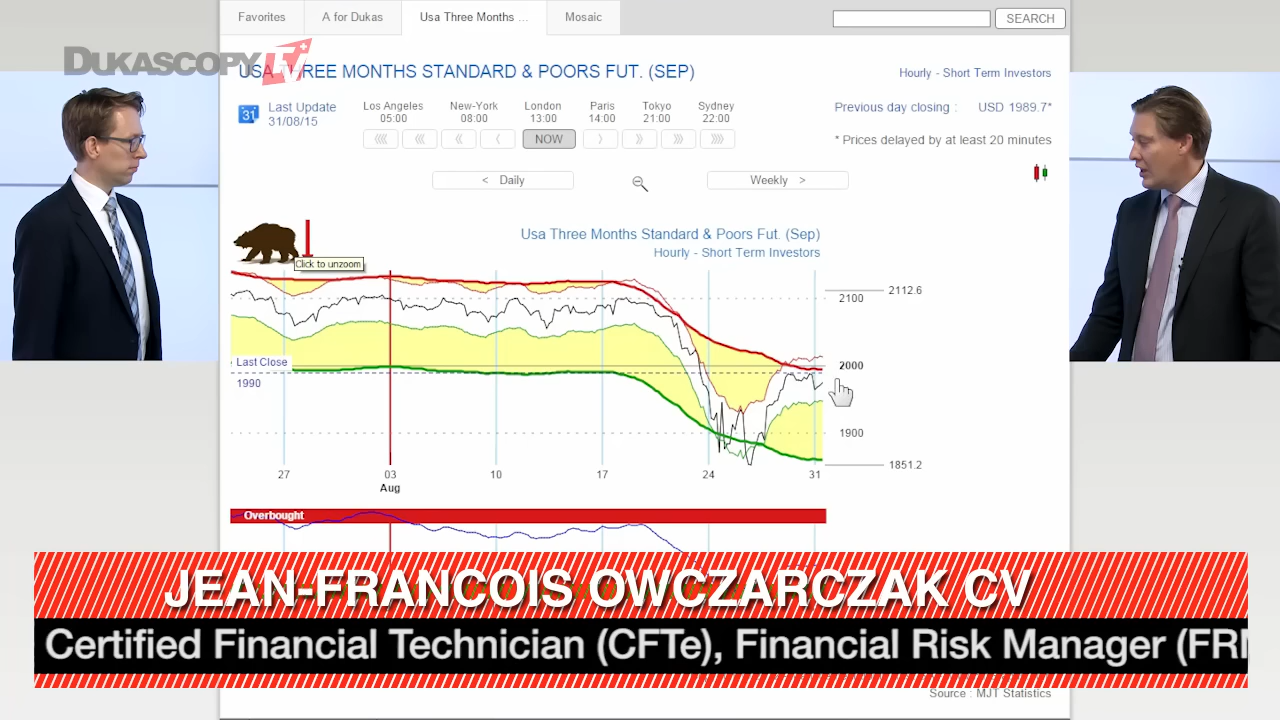 Favorites
A for Dukas
Usa Three Months ...
Mosaic
SEARCH
DUKASCOPY TV
USA THREE MONTHS STANDARD & POORS FUT. (SEP)
Hourly - Short Term Investors
31
Last Update
31/08/15
Los Angeles
05:00
New-York
08:00
London
13:00
Paris
14:00
Tokyo
21:00
Sydney
22:00
NOW
Previous day closing : USD 1989.7*
* Prices delayed by at least 20 minutes
< Daily
Weekly >
Usa Three Months Standard & Poors Fut. (Sep)
Hourly - Short Term Investors
Click to unzoom
2112.6
2100
Last Close
1990
2000
1900
1851.2
27
03
10
17
24
31
Aug
Overbought
JEAN-FRANCOIS OWCZARCZAK CV
Certified Financial Technician (CFTe), Financial Risk Manager (FRM
Source : MJT Statistics